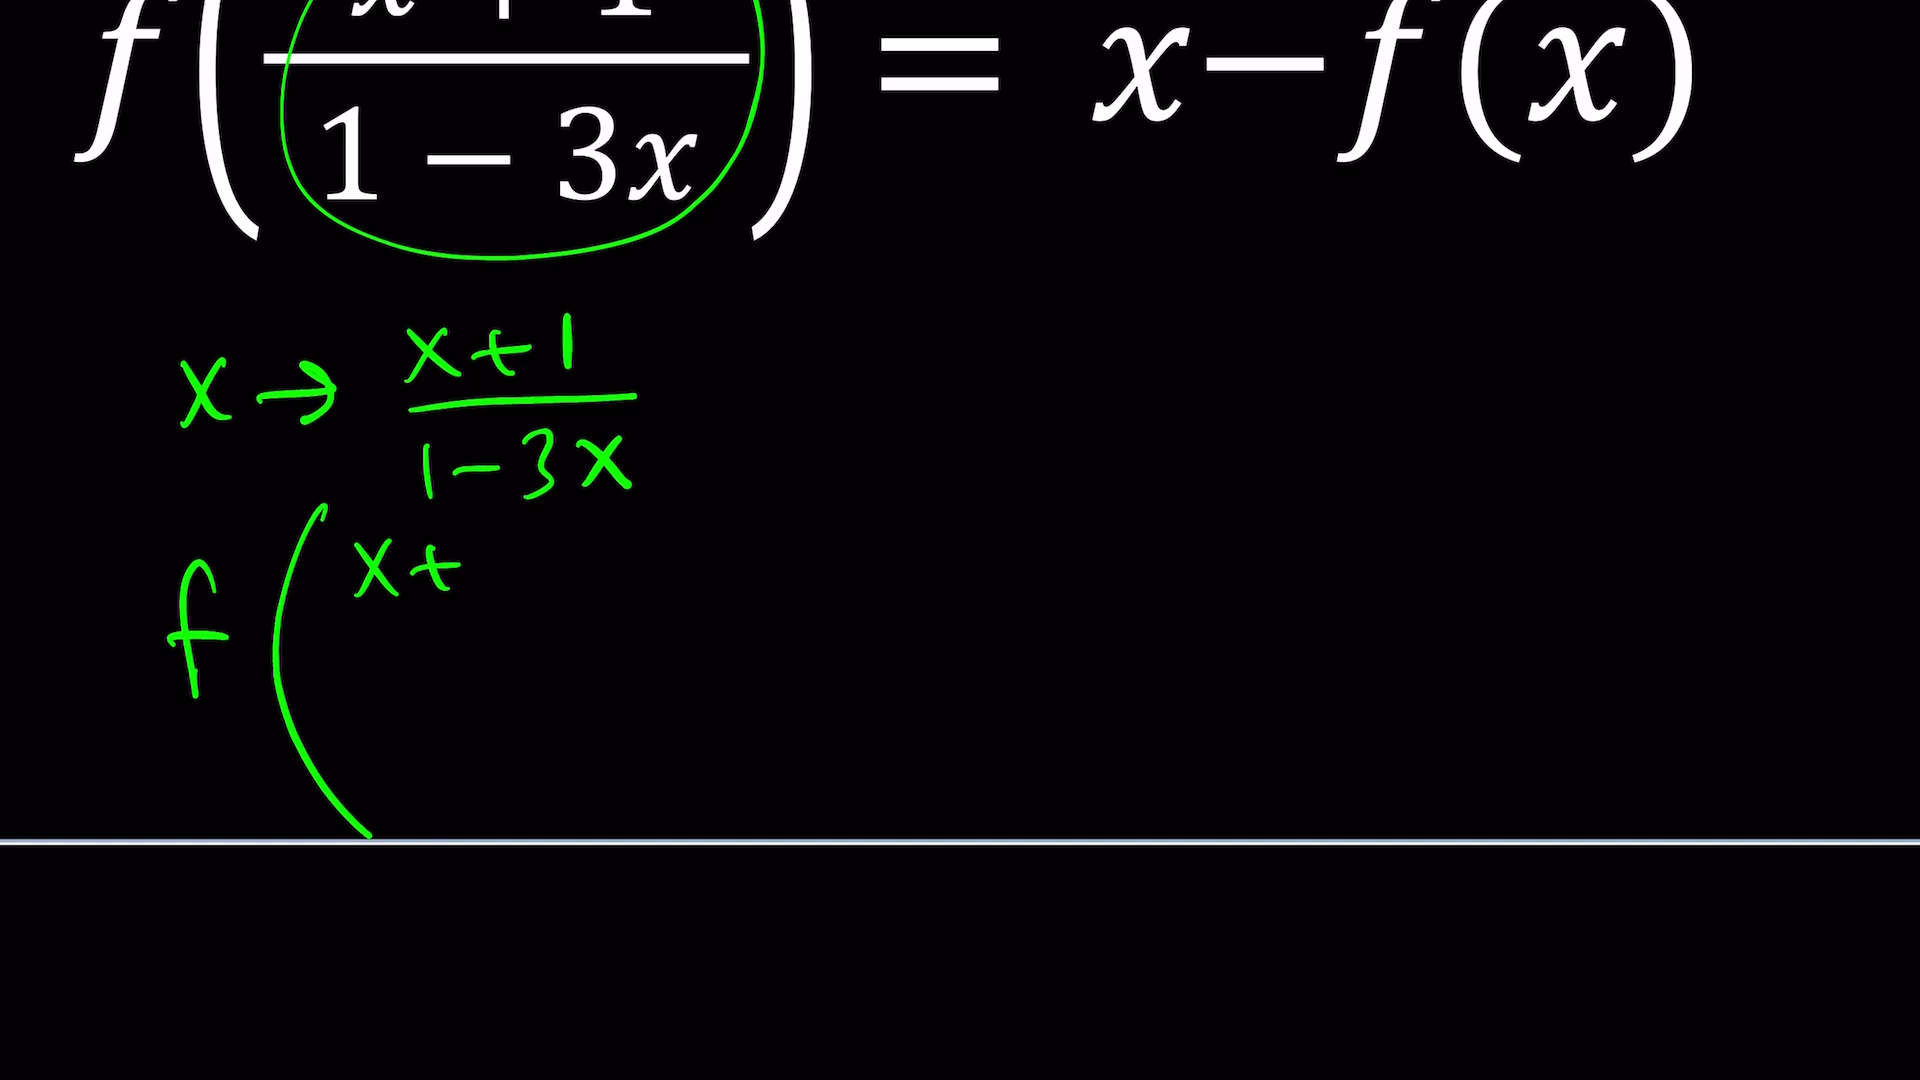 f(x + 1 / 1 − 3x) = x−f(x)
x → x+1 / 1-3x
f ( x+